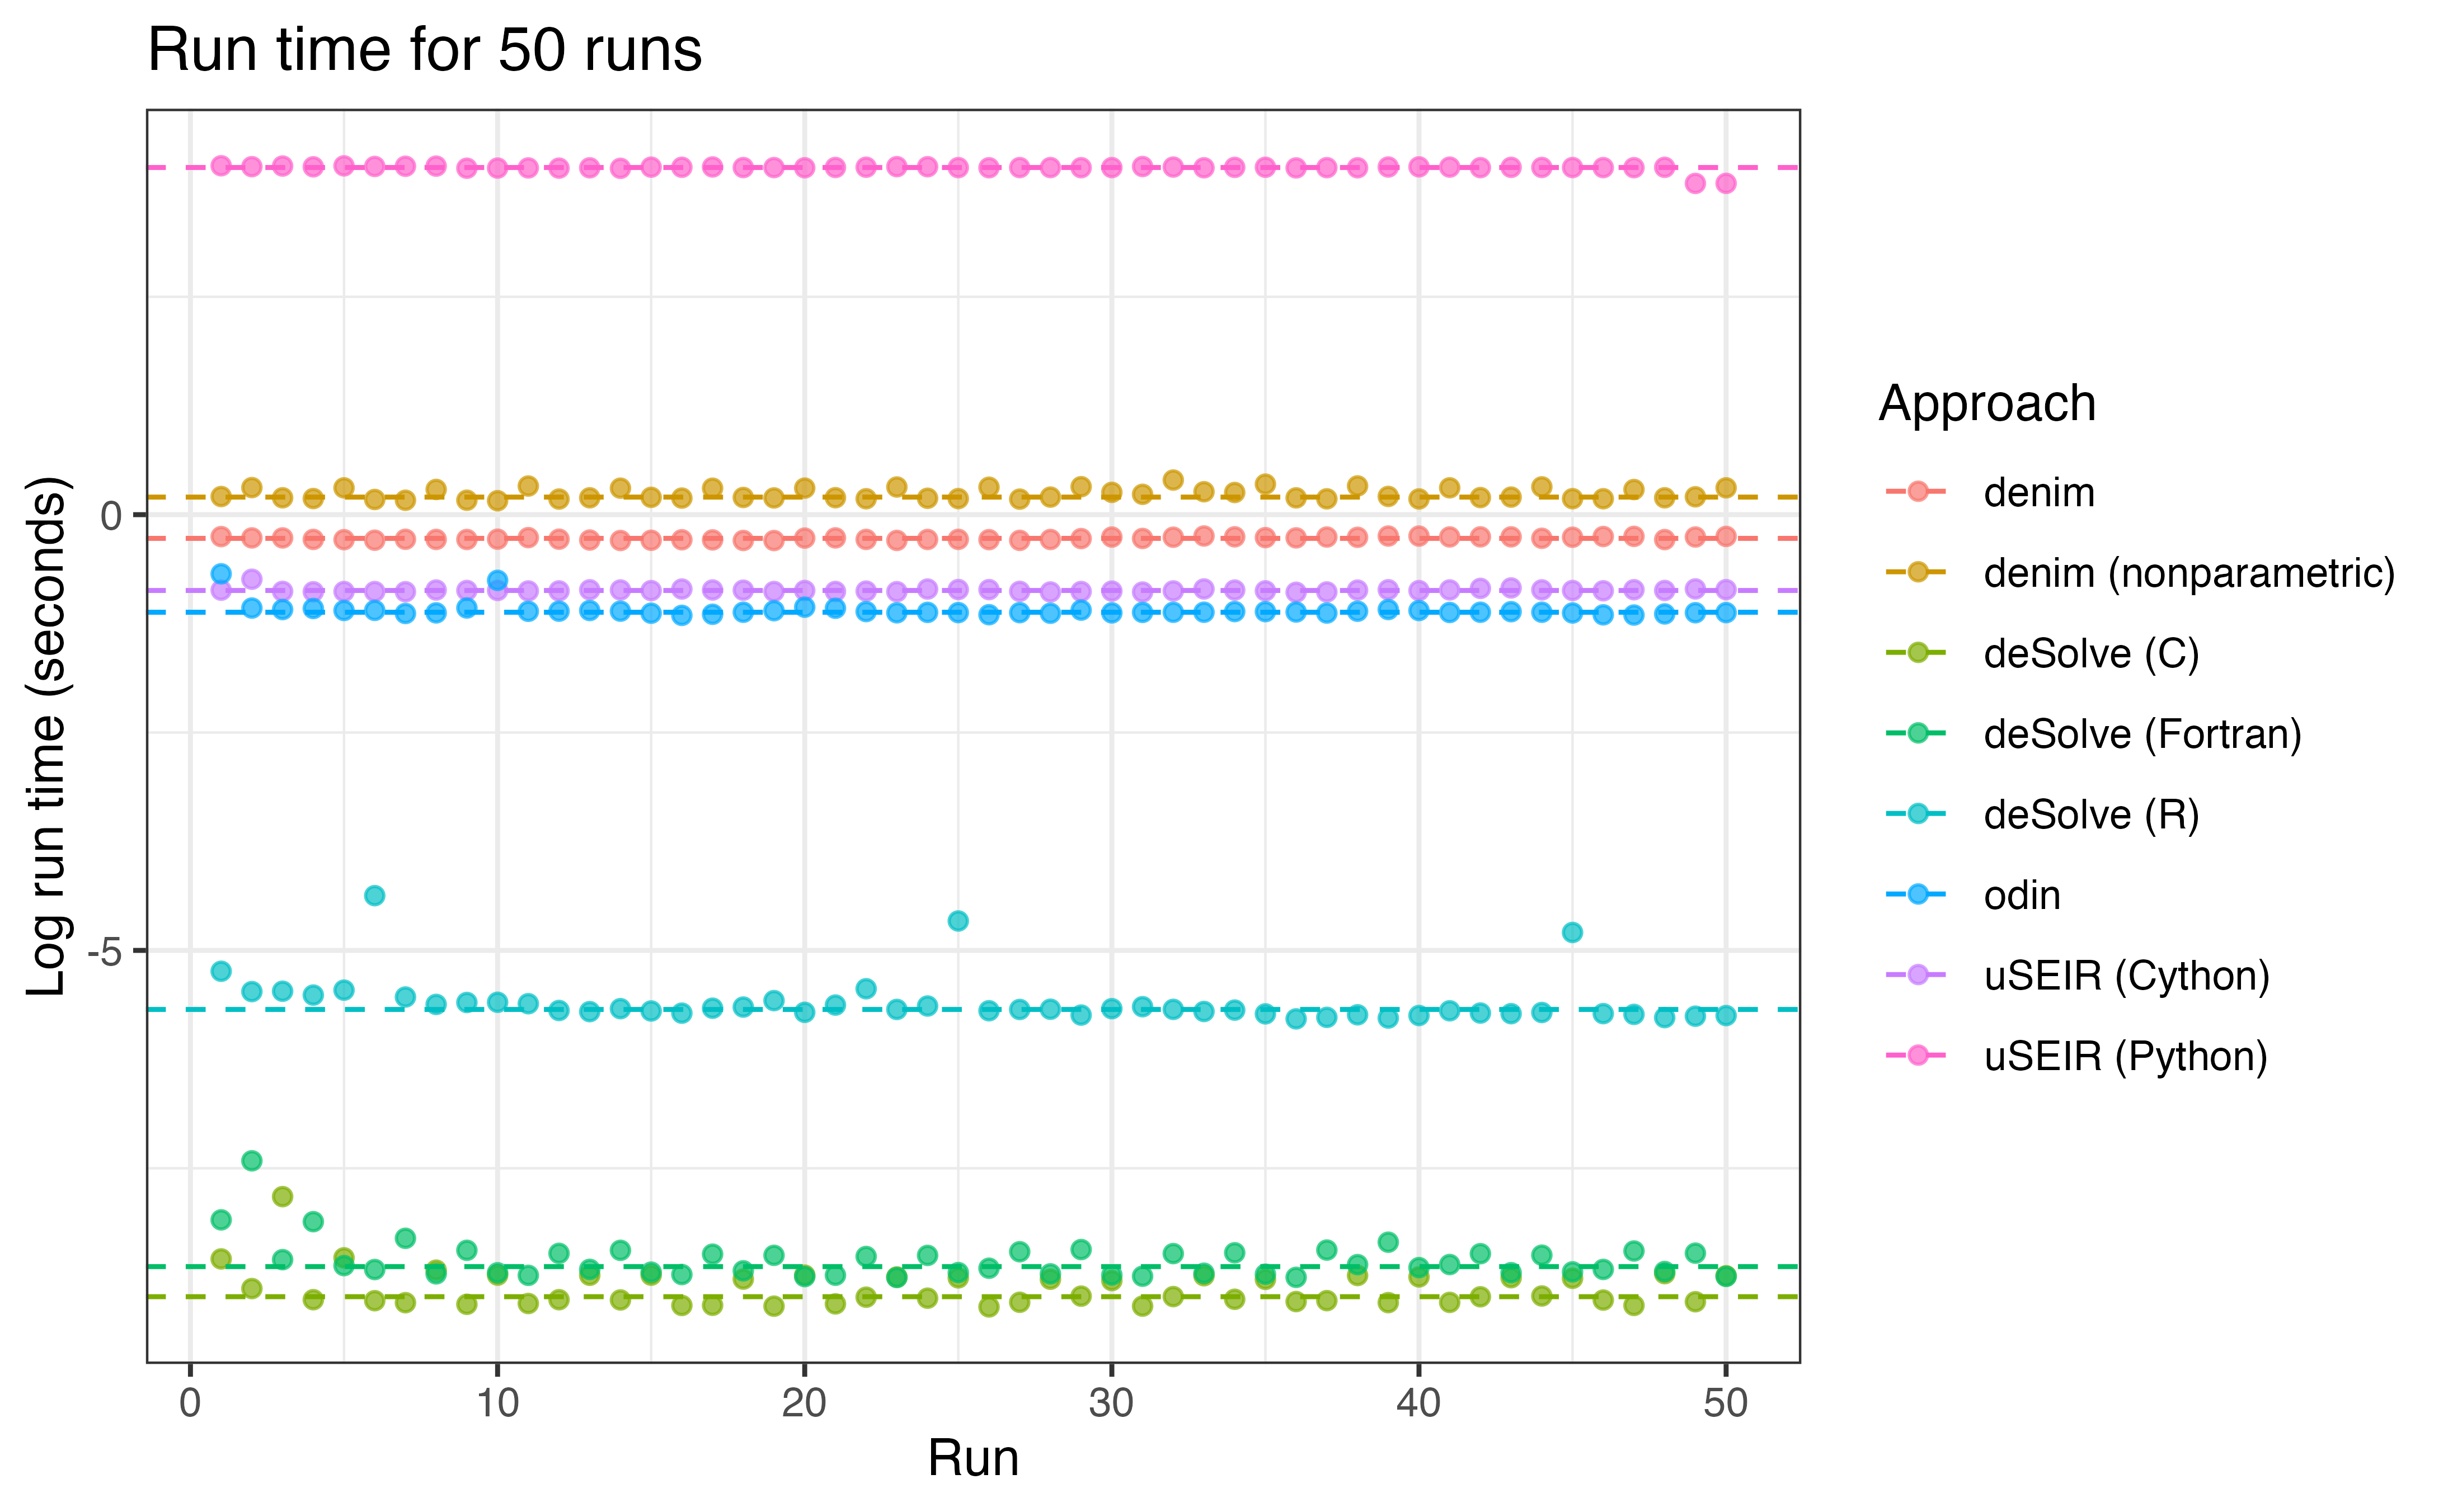 Run time for 50 runs
Log run time (seconds)
0
-5
0
10
20
30
40
50
Run
Approach
denim
denim (nonparametric)
deSolve (C)
deSolve (Fortran)
deSolve (R)
odin
uSEIR (Cython)
uSEIR (Python)